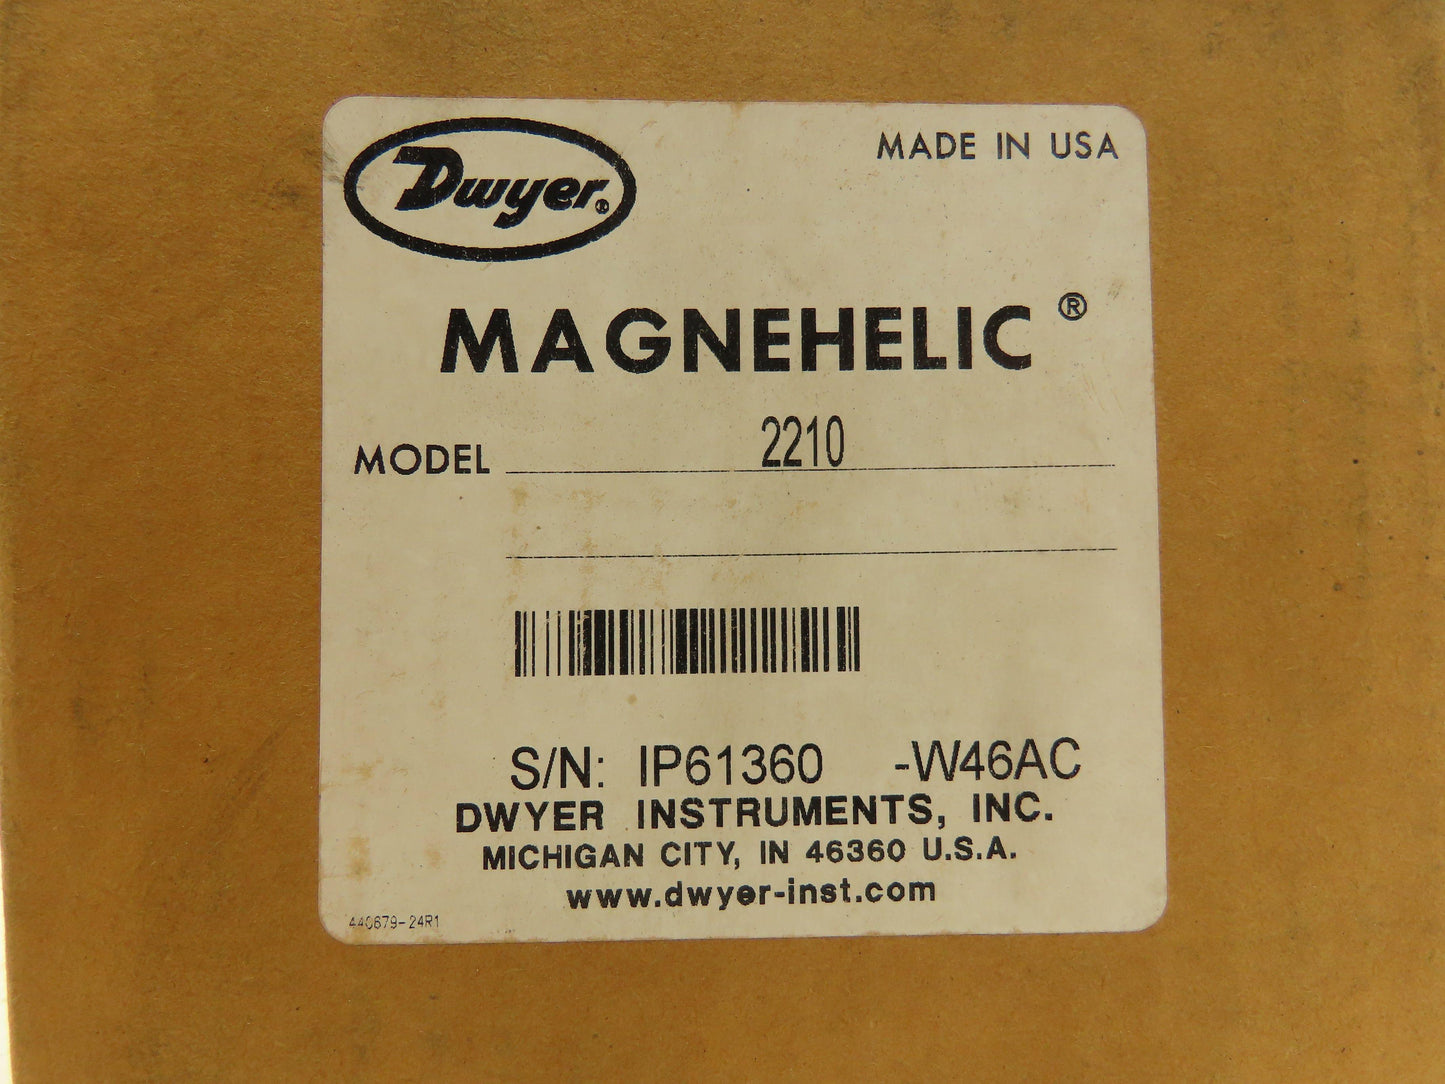 Dwyer®
MADE IN USA
MAGNEHELIC®
MODEL 2210
S/N: IP61360 -W46AC
DWYER INSTRUMENTS, INC.
MICHIGAN CITY, IN 46360 U.S.A.
www.dwyer-inst.com
440679-24R1